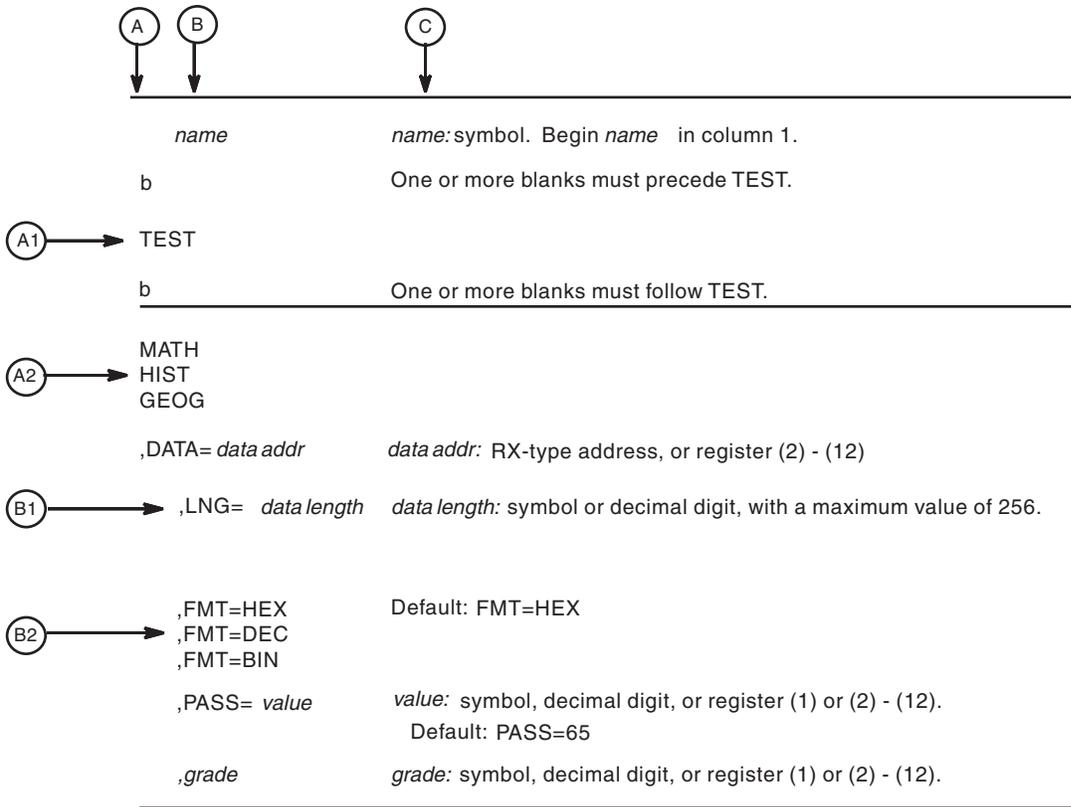 A B C
name name: symbol. Begin name in column 1.
b One or more blanks must precede TEST.
A1 TEST
b One or more blanks must follow TEST.
MATH
A2 HIST
GEOG
,DATA= data addr data addr: RX-type address, or register (2) - (12)
B1 ,LNG= data length data length: symbol or decimal digit, with a maximum value of 256.
,FMT=HEX Default: FMT=HEX
B2 ,FMT=DEC
,FMT=BIN
,PASS= value value: symbol, decimal digit, or register (1) or (2) - (12).
Default: PASS=65
,grade grade: symbol, decimal digit, or register (1) or (2) - (12).